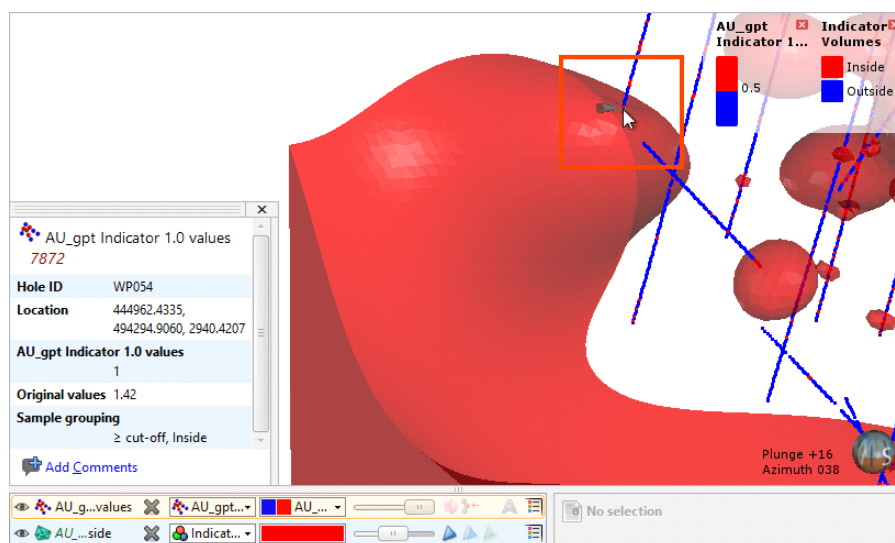 AU_gpt
Indicator 1...
0.5
Indicator
Volumes
Inside
Outside
AU_gpt Indicator 1.0 values
7872
Hole ID WP054
Location 444962.4335,
494294.9060, 2940.4207
AU_gpt Indicator 1.0 values
1
Original values 1.42
Sample grouping
≥ cut-off, Inside
Add Comments
Plunge +16
Azimuth 038
S
AU_g...values AU_gpt... AU_ ...
AU_...side Indicat...
No selection